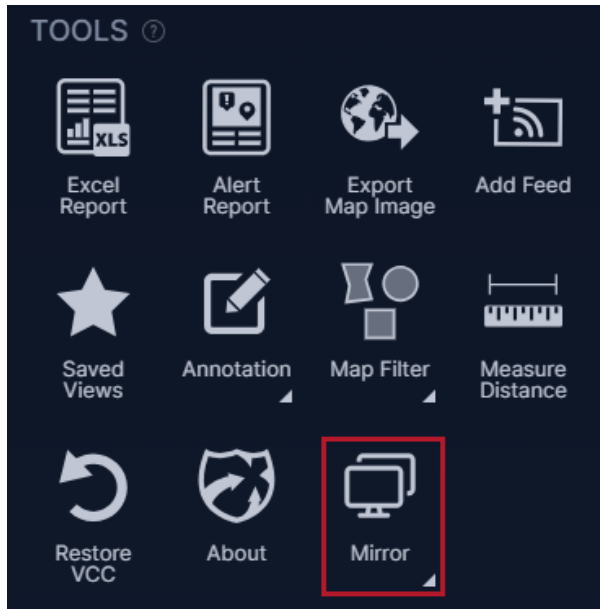 TOOLS ?
XLS
Excel
Report
Alert
Report
Export
Map Image
Add Feed
Saved
Views
Annotation
Map Filter
Measure
Distance
Restore
VCC
About
Mirror